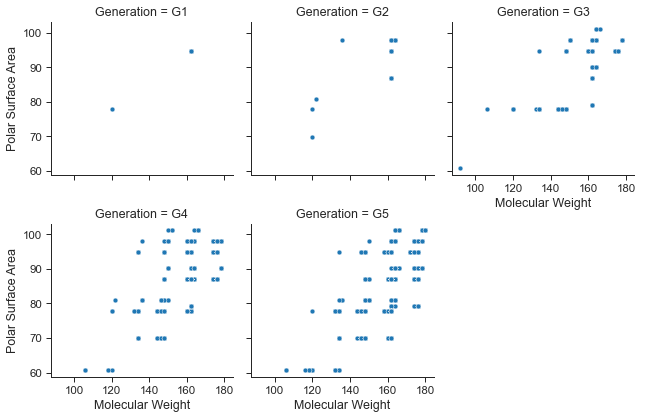 Generation = G1
Generation = G2
Generation = G3
100
90
80
70
60
Polar Surface Area
100
120
140
160
180
Molecular Weight
Generation = G4
Generation = G5
100
90
80
70
60
Polar Surface Area
100
120
140
160
180
Molecular Weight
100
120
140
160
180
Molecular Weight